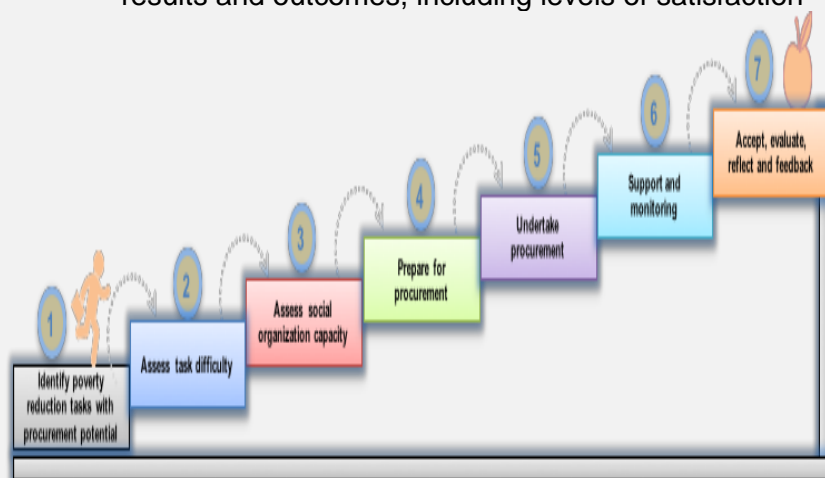 results and outcomes, including levels of satisfaction
1
Identify poverty
reduction tasks with
procurement potential
2
Assess task difficulty
3
Assess social
organization capacity
4
Prepare for
procurement
5
Undertake
procurement
6
Support and
monitoring
7
Accept, evaluate,
reflect and feedback